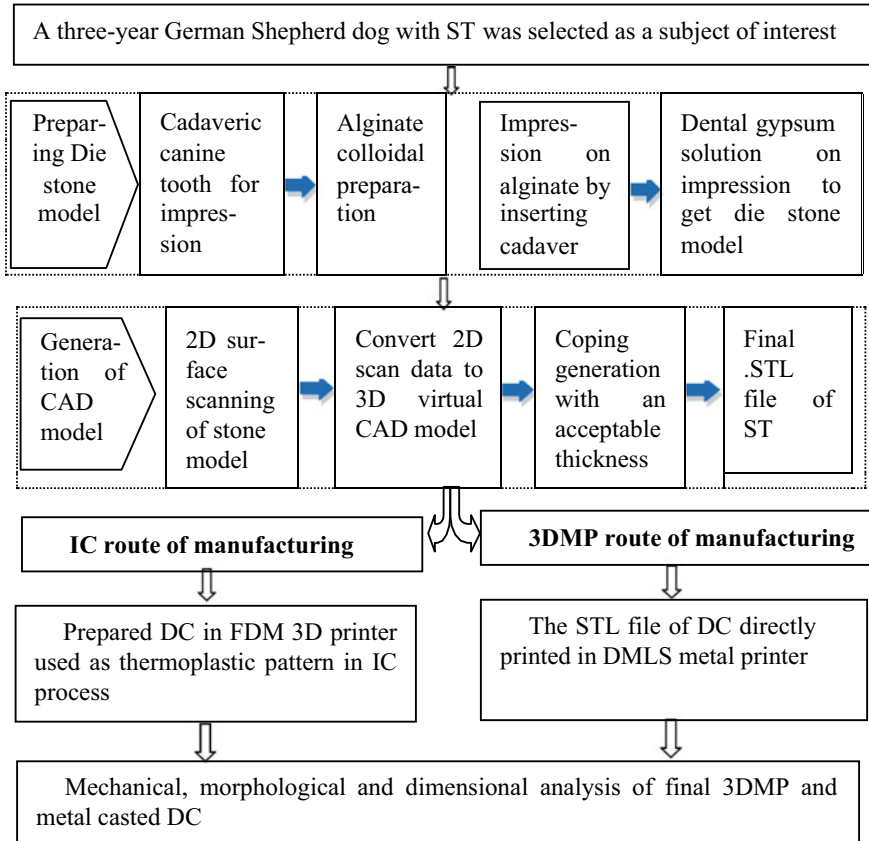 A three-year German Shepherd dog with ST was selected as a subject of interest
Prepar-
ing Die
stone
model
Cadaveric
canine
tooth for
impres-
sion
Alginate
colloidal
prepara-
tion
Impres-
sion on
alginate by
inserting
cadaver
Dental gypsum
solution on
impression to
get die stone
model
Genera-
tion of
CAD
model
2D sur-
face
scanning
of stone
model
Convert 2D
scan data to
3D virtual
CAD model
Coping
generation
with an
acceptable
thickness
Final
.STL
file of
ST
IC route of manufacturing
3DMP route of manufacturing
Prepared DC in FDM 3D printer
used as thermoplastic pattern in IC
process
The STL file of DC directly
printed in DMLS metal printer
Mechanical, morphological and dimensional analysis of final 3DMP and
metal casted DC